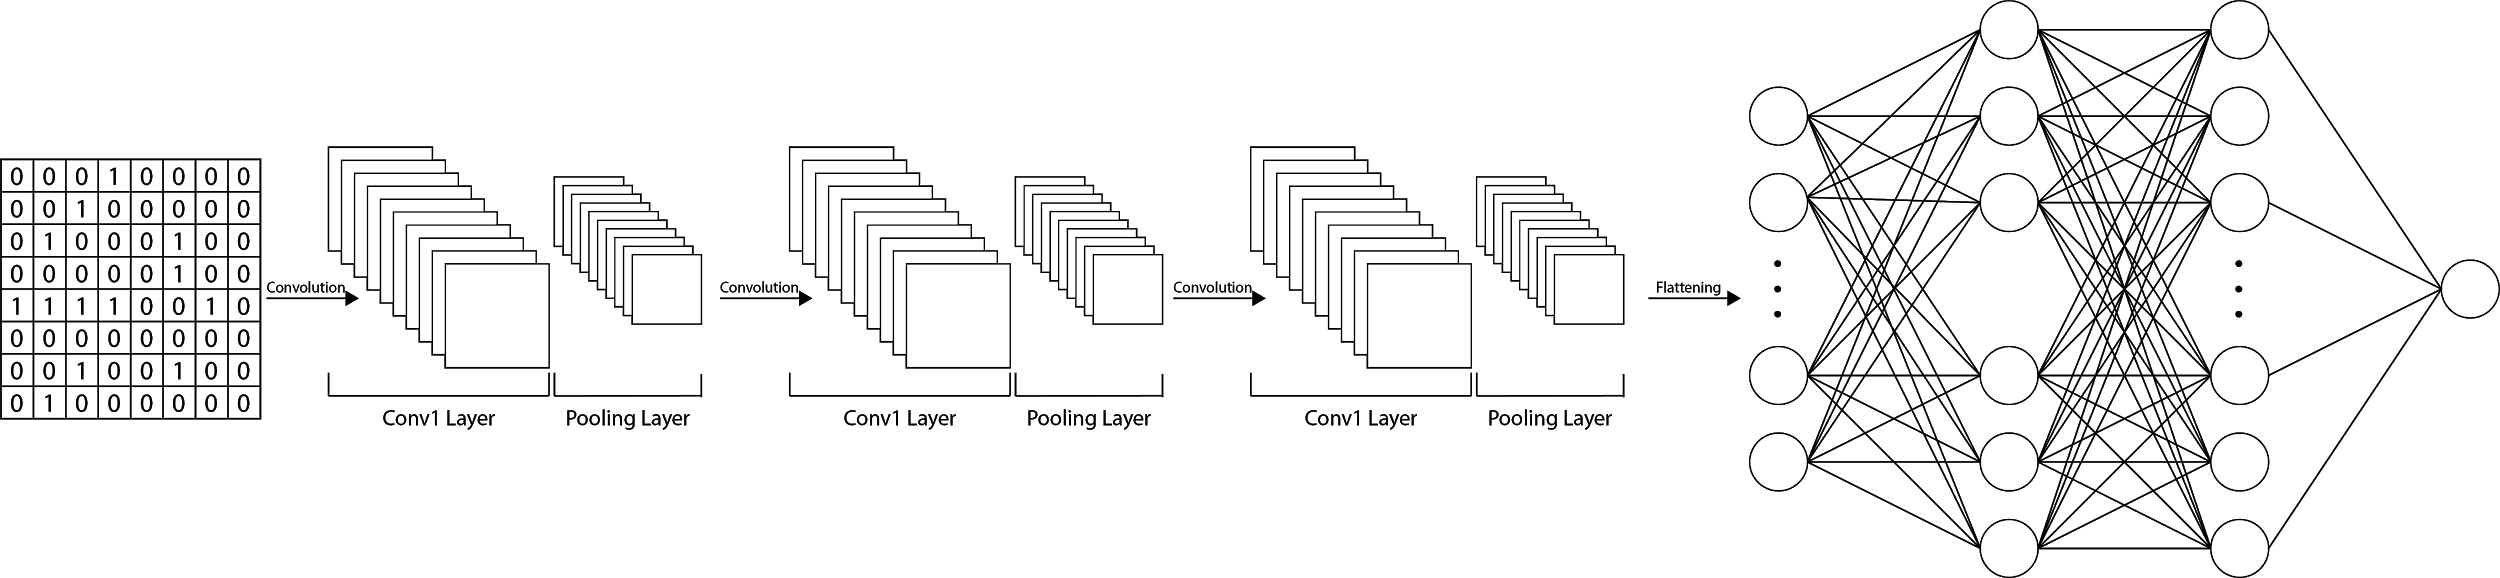 0 0 0 1 0 0 0 0
0 0 1 0 0 0 0 0
0 1 0 0 0 1 0 0
0 0 0 0 0 1 0 0
1 1 1 1 0 0 1 0
0 0 0 0 0 0 0 0
0 0 1 0 0 1 0 0
0 1 0 0 0 0 0 0
Convolution
Conv1 Layer
Pooling Layer
Convolution
Conv1 Layer
Pooling Layer
Convolution
Conv1 Layer
Pooling Layer
Flattening